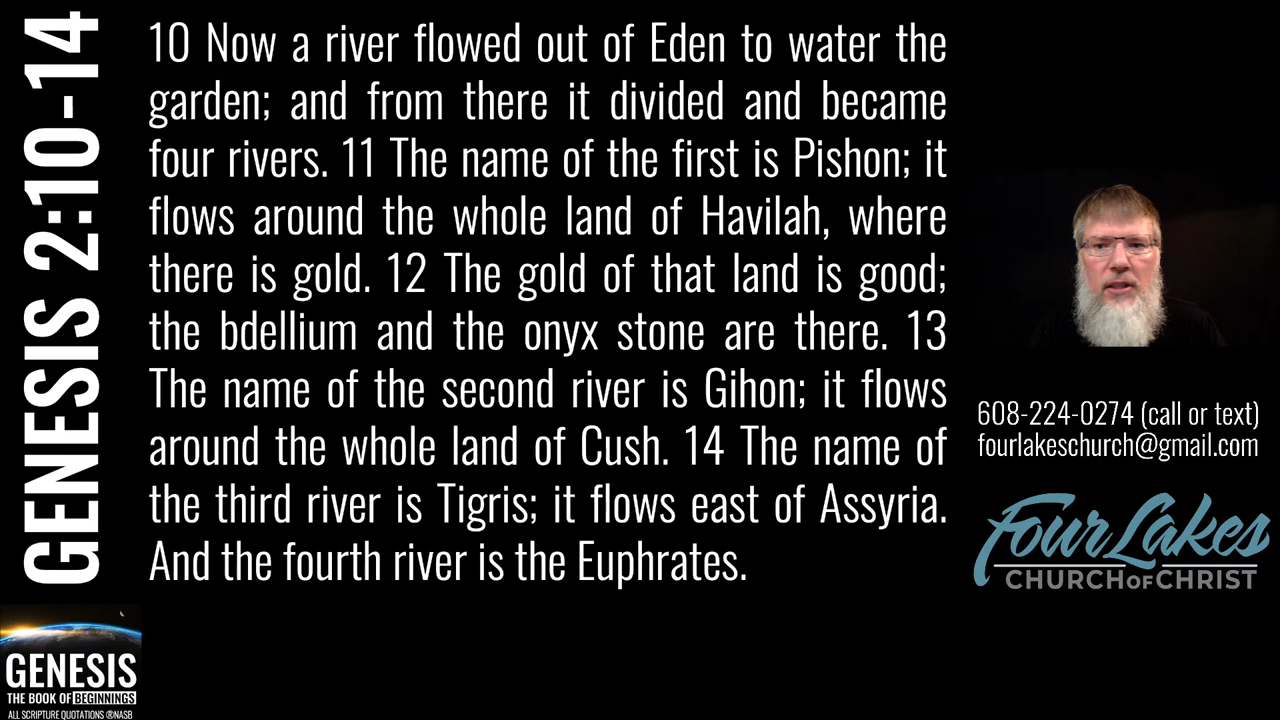 GENESIS 2:10-14
10 Now a river flowed out of Eden to water the
garden; and from there it divided and became
four rivers. 11 The name of the first is Pishon; it
flows around the whole land of Havilah, where
there is gold. 12 The gold of that land is good;
the bdellium and the onyx stone are there. 13
The name of the second river is Gihon; it flows
around the whole land of Cush. 14 The name of
the third river is Tigris; it flows east of Assyria.
And the fourth river is the Euphrates.
608-224-0274 (call or text)
fourlakeschurch@gmail.com
Four Lakes
CHURCH OF CHRIST
GENESIS
THE BOOK OF BEGINNINGS
ALL SCRIPTURE QUOTATIONS ®NASB